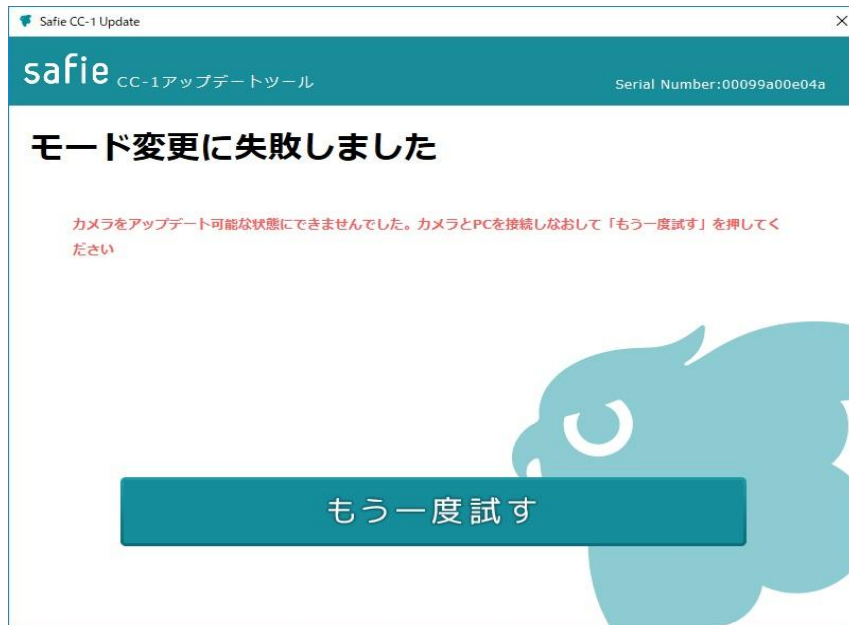 Safie CC-1 Update
safie CC-1アップデートツール Serial Number:00099a00e04a
モード変更に失敗しました
カメラをアップデート可能な状態にできませんでした。カメラとPCを接続しなおして「もう一度試す」を押してく
ださい
もう一度試す